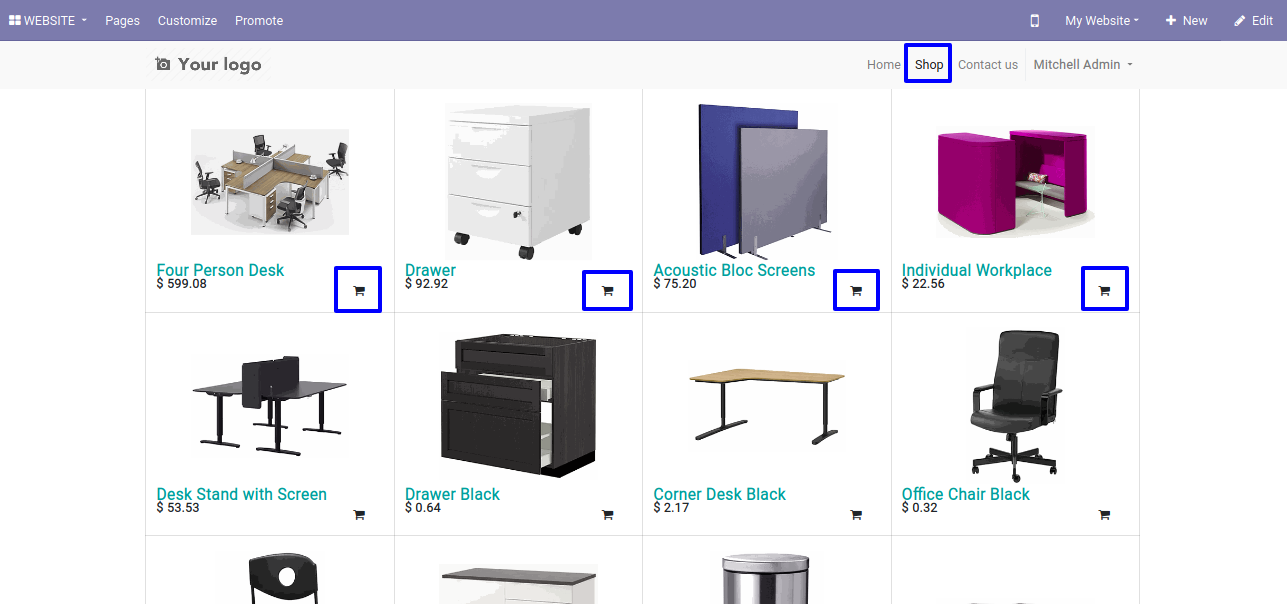 WEBSITE Pages Customize Promote My Website New Edit
Your logo Home Shop Contact us Mitchell Admin
Four Person Desk
$ 599.08
Drawer
$ 92.92
Acoustic Bloc Screens
$ 75.20
Individual Workplace
$ 22.56
Desk Stand with Screen
$ 53.53
Drawer Black
$ 0.64
Corner Desk Black
$ 2.17
Office Chair Black
$ 0.32